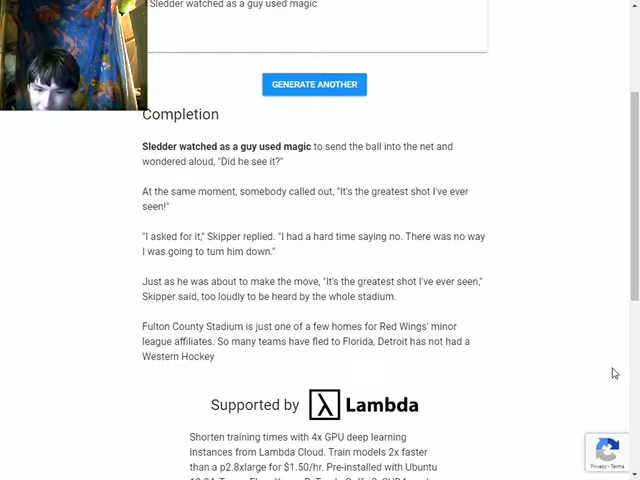 Sledder watched as a guy used magic
GENERATE ANOTHER
Completion
Sledder watched as a guy used magic to send the ball into the net and
wondered aloud, "Did he see it?"
At the same moment, somebody called out, "It's the greatest shot I've ever
seen!"
"I asked for it," Skipper replied. "I had a hard time saying no. There was no way
I was going to turn him down."
Just as he was about to make the move, "It's the greatest shot I've ever seen,"
Skipper said, too loudly to be heard by the whole stadium.
Fulton County Stadium is just one of a few homes for Red Wings' minor
league affiliates. So many teams have fled to Florida, Detroit has not had a
Western Hockey
Supported by λ Lambda
Shorten training times with 4x GPU deep learning
instances from Lambda Cloud. Train models 2x faster
than a p2.8xlarge for $1.50/hr. Pre-installed with Ubuntu
Privacy - Terms